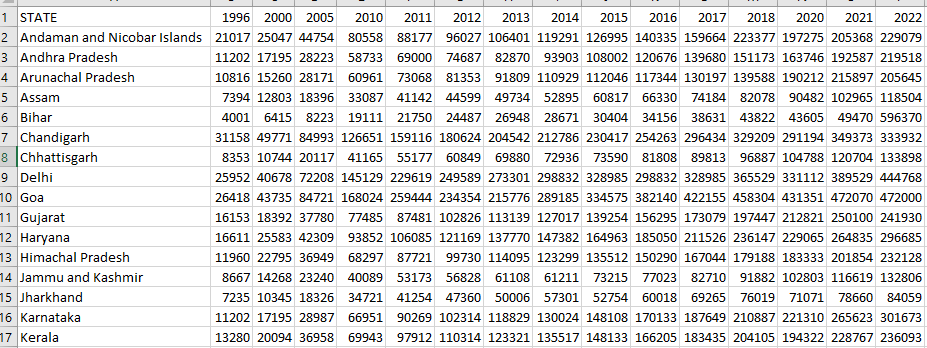 1 STATE 1996 2000 2005 2010 2011 2012 2013 2014 2015 2016 2017 2018 2020 2021 2022
2 Andaman and Nicobar Islands 21017 25047 44754 80558 88177 96027 106401 119291 126995 140335 159664 223377 197275 205368 229079
3 Andhra Pradesh 11202 17195 28223 58733 69000 74687 82870 93903 108002 120676 139680 151173 163746 192587 219518
4 Arunachal Pradesh 10816 15260 28171 60961 73068 81353 91809 110929 112046 117344 130197 139588 190212 215897 205645
5 Assam 7394 12803 18396 33087 41142 44599 49734 52895 60817 66330 74184 82078 90482 102965 118504
6 Bihar 4001 6415 8223 19111 21750 24487 26948 28671 30404 34156 38631 43822 43605 49470 596370
7 Chandigarh 31158 49771 84993 126651 159116 180624 204542 212786 230417 254263 296434 329209 291194 349373 333932
8 Chhattisgarh 8353 10744 20117 41165 55177 60849 69880 72936 73590 81808 89813 96887 104788 120704 133898
9 Delhi 25952 40678 72208 145129 229619 249589 273301 298832 328985 298832 328985 365529 331112 389529 444768
10 Goa 26418 43735 84721 168024 259444 234354 215776 289185 334575 382140 422155 458304 431351 472070 472000
11 Gujarat 16153 18392 37780 77485 87481 102826 113139 127017 139254 156295 173079 197447 212821 250100 241930
12 Haryana 16611 25583 42309 93852 106085 121169 137770 147382 164963 185050 211526 236147 229065 264835 296685
13 Himachal Pradesh 11960 22795 36949 68297 87721 99730 114095 123299 135512 150290 167044 179188 183333 201854 232128
14 Jammu and Kashmir 8667 14268 23240 40089 53173 56828 61108 61211 73215 77023 82710 91882 102803 116619 132806
15 Jharkhand 7235 10345 18326 34721 41254 47360 50006 57301 52754 60018 69265 76019 71071 78660 84059
16 Karnataka 11202 17195 28987 66951 90269 102314 118829 130024 148108 170133 187649 210887 221310 265623 301673
17 Kerala 13280 20094 36958 69943 97912 110314 123321 135517 148133 166205 183435 204105 194322 228767 236093